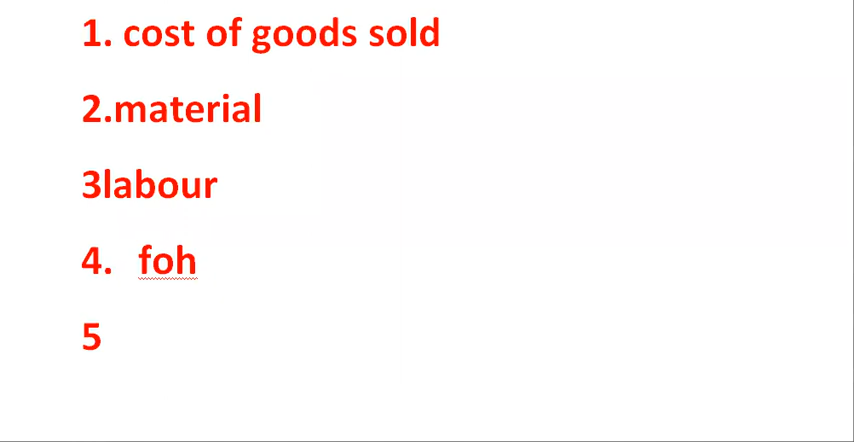 1. cost of goods sold
2.material
3labour
4. foh
5